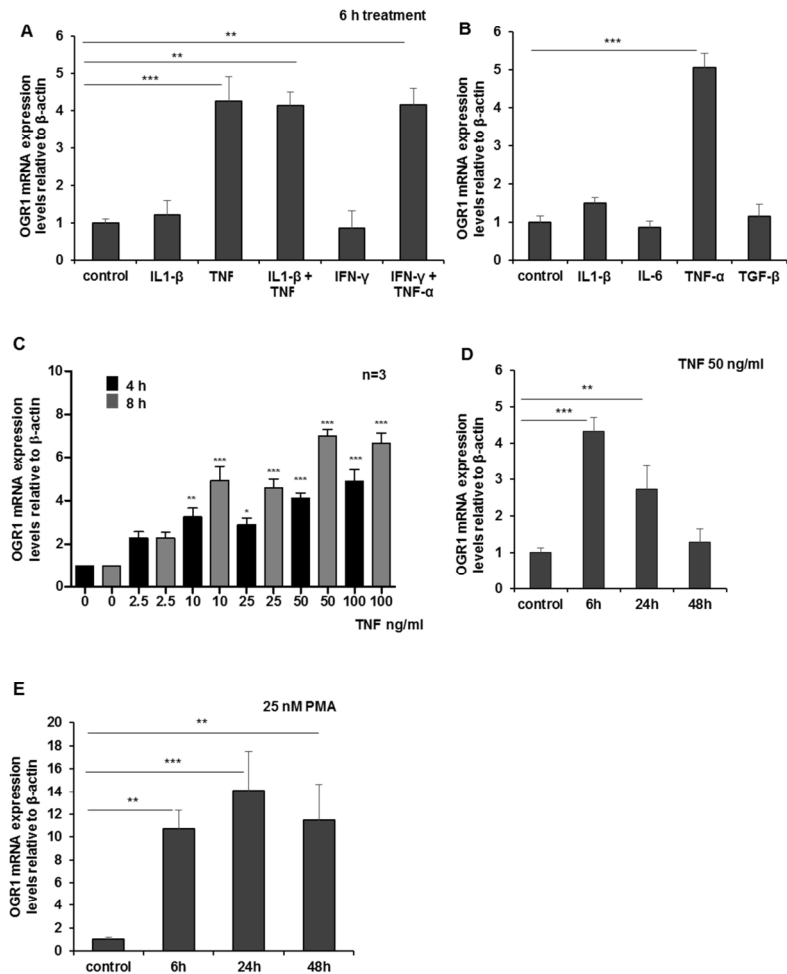 6 h treatment
A
OGR1 mRNA expression
levels relative to β-actin
6
5
4
3
2
1
0
**
**
***
control IL1-β TNF IL1-β + TNF IFN-γ IFN-γ + TNF-α
B
OGR1 mRNA expression
levels relative to β-actin
6
5
4
3
2
1
0
***
control IL1-β IL-6 TNF-α TGF-β
C
OGR1 mRNA expression
levels relative to β-actin
10
8
6
4
2
0
4 h
8 h
n=3
** *** * *** *** *** *** ***
0 0 2.5 2.5 10 10 25 25 50 50 100 100
TNF ng/ml
D
TNF 50 ng/ml
OGR1 mRNA expression
levels relative to β-actin
6
5
4
3
2
1
0
**
***
control 6h 24h 48h
E
25 nM PMA
OGR1 mRNA expression
levels relative to β-actin
20
18
16
14
12
10
8
6
4
2
0
**
***
**
control 6h 24h 48h